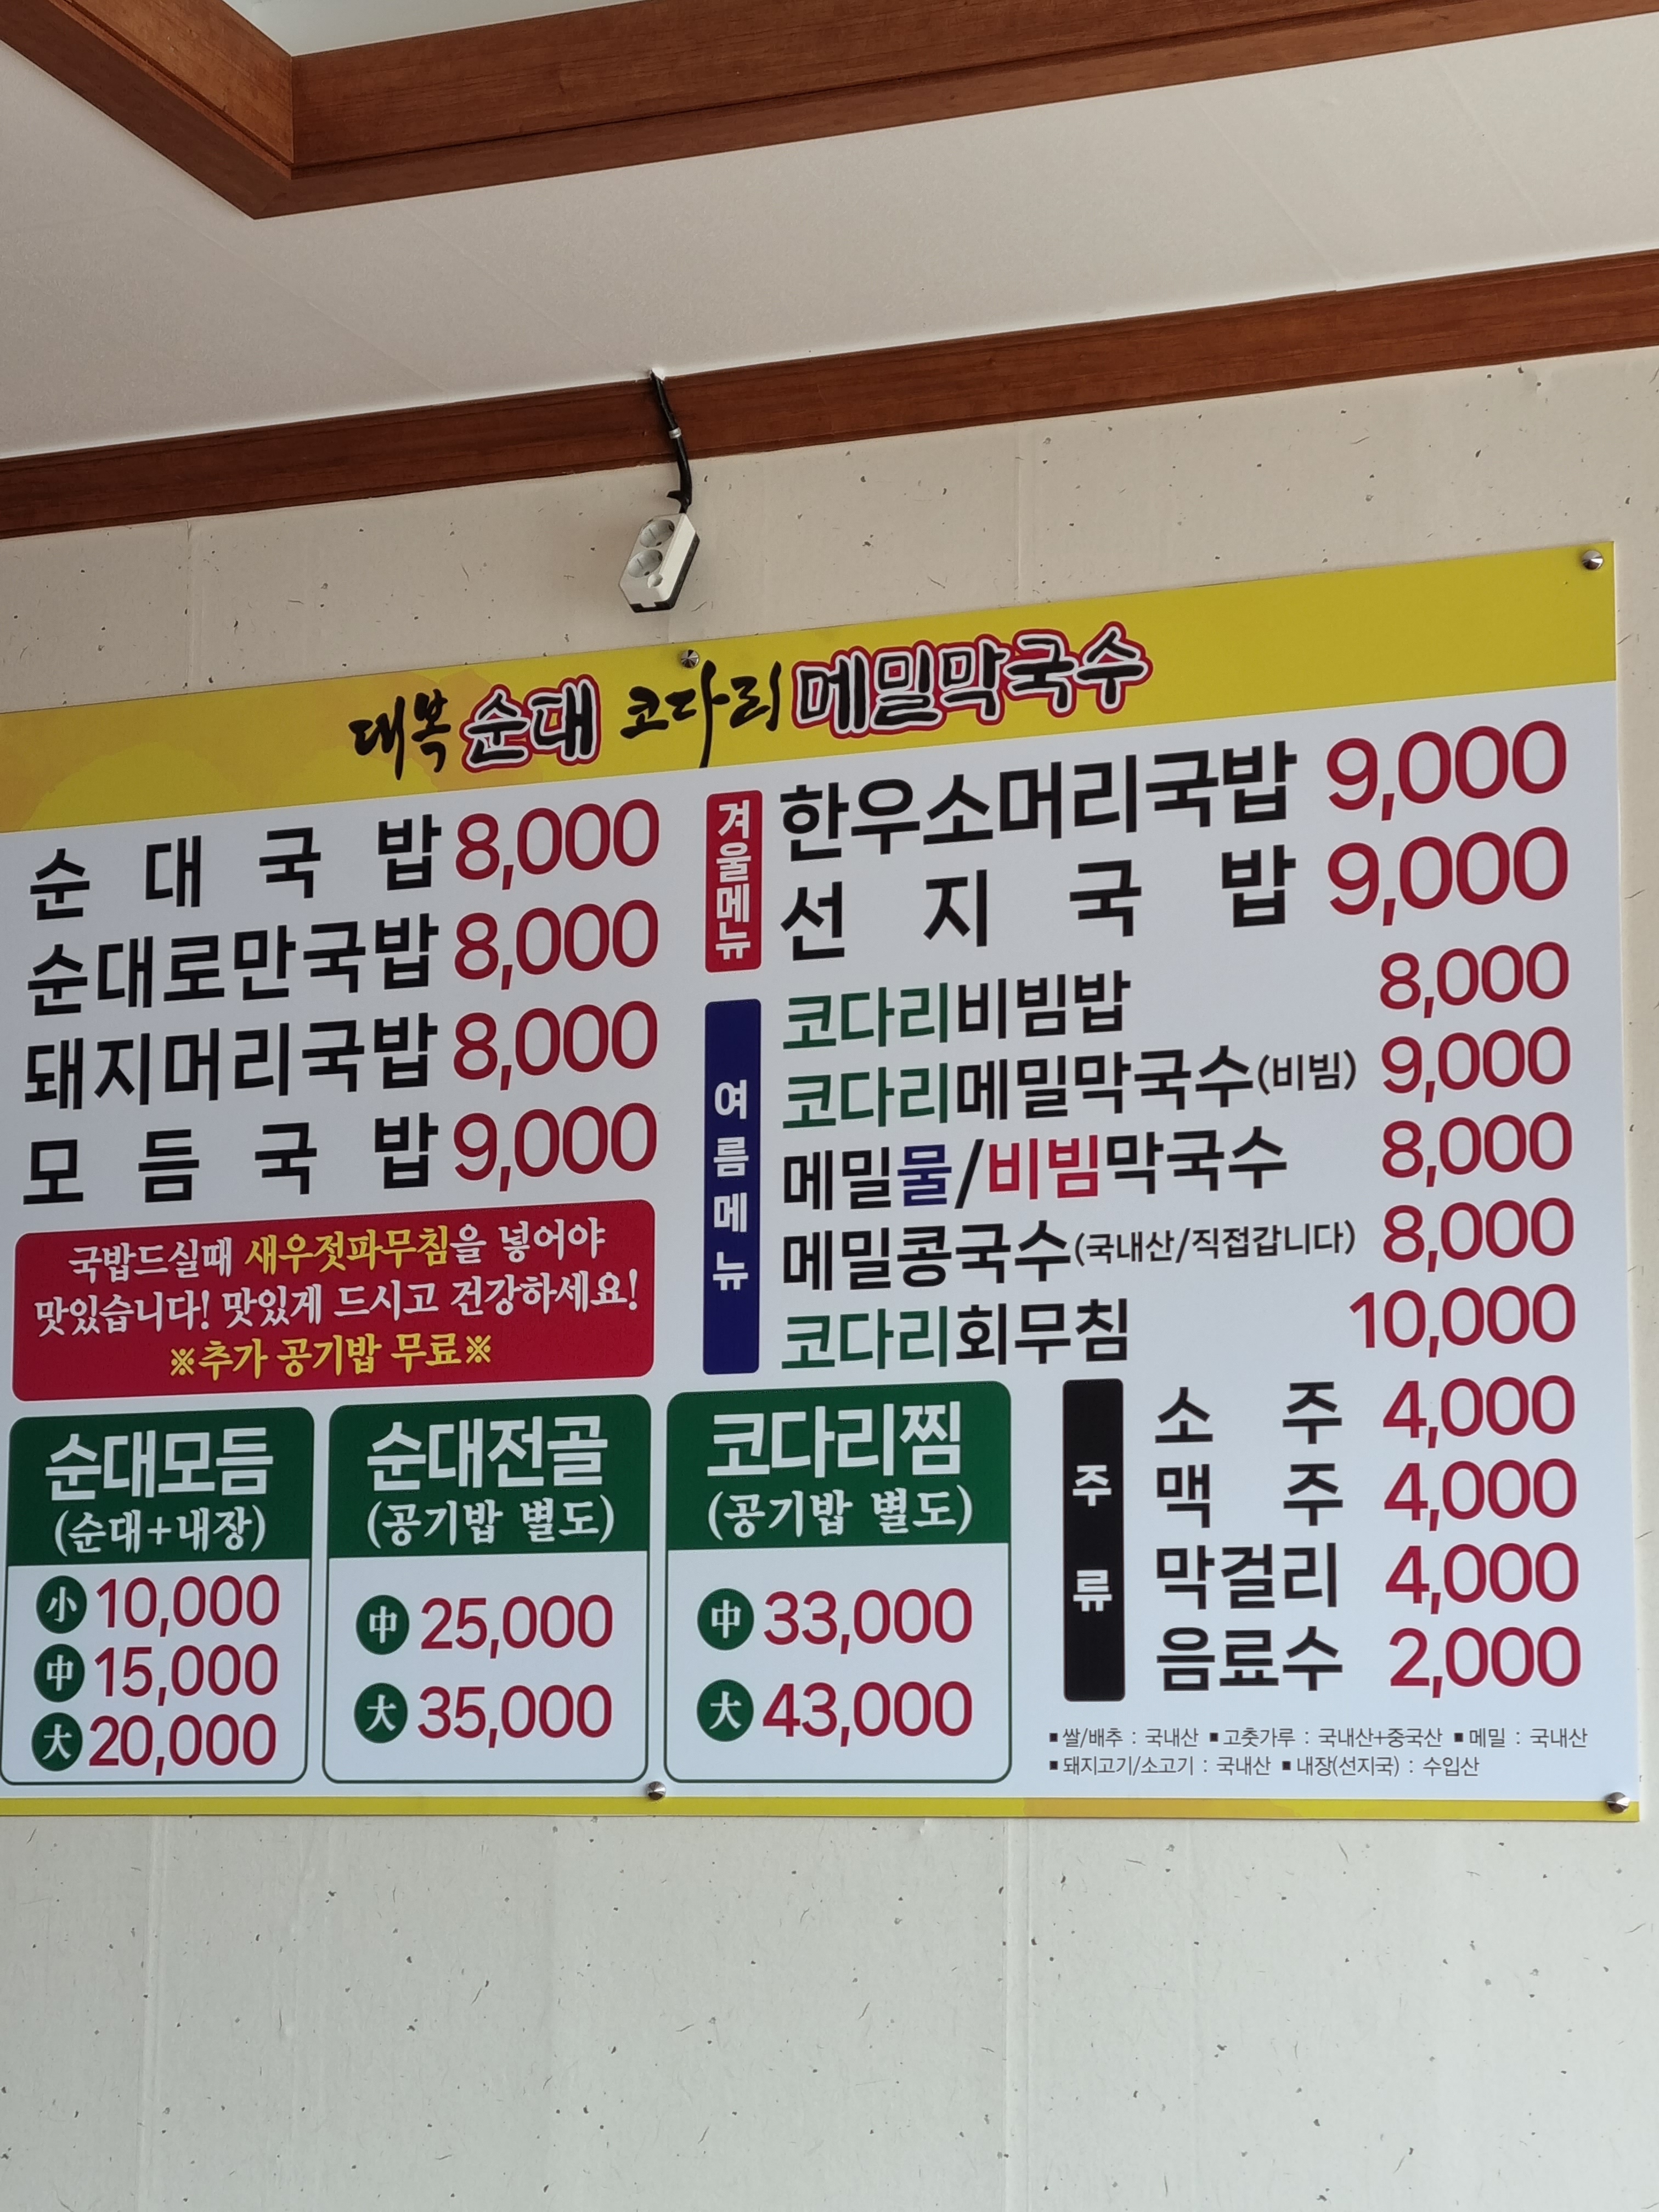 대복 순대 코다리 메밀막국수
순대국밥 8,000
순대로만국밥 8,000
돼지머리국밥 8,000
모듬국밥 9,000
국밥드실때 새우젓파무침을 넣어야
맛있습니다! 맛있게 드시고 건강하세요!
※추가 공기밥 무료※
겨울메뉴
한우소머리국밥 9,000
선지국밥 9,000
여름메뉴
코다리비빔밥 8,000
코다리메밀막국수(비빔) 9,000
메밀물/비빔막국수 8,000
메밀콩국수(국내산/직접갑니다) 8,000
코다리회무침 10,000
순대모듬
(순대+내장)
小 10,000
中 15,000
大 20,000
순대전골
(공기밥 별도)
中 25,000
大 35,000
코다리찜
(공기밥 별도)
中 33,000
大 43,000
주류
소주 4,000
맥주 4,000
막걸리 4,000
음료수 2,000
■ 쌀/배추 : 국내산 ■ 고춧가루 : 국내산+중국산 ■ 메밀 : 국내산
■ 돼지고기/소고기 : 국내산 ■ 내장(선지국) : 수입산